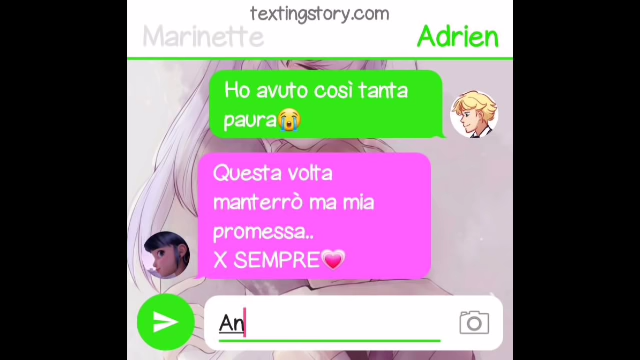 textingstory.com
Marinette
Adrien
Ho avuto così tanta
paura😭
Questa volta
manterrò ma mia
promessa..
X SEMPRE💗
An